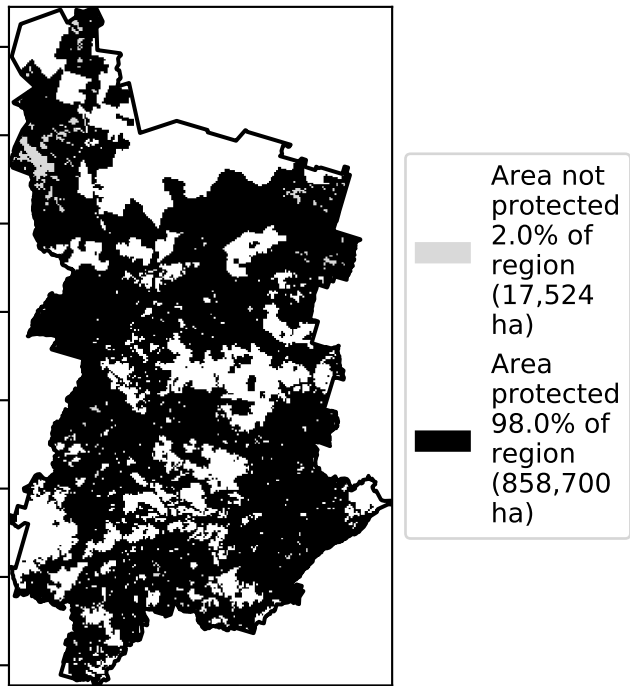 Area not
protected
2.0% of
region
(17,524
ha)
Area
protected
98.0% of
region
(858,700
ha)